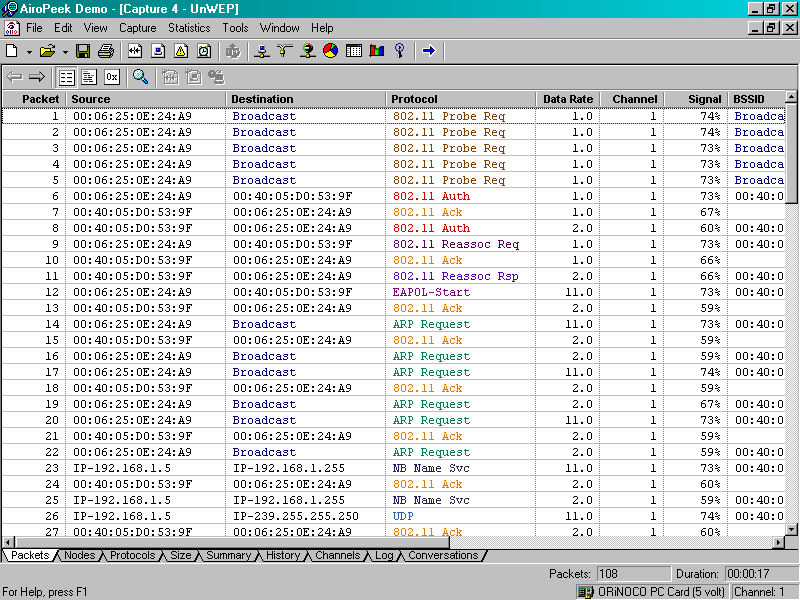 AiroPeek Demo - [Capture 4 - UnWEP]
File Edit View Capture Statistics Tools Window Help
Packet Source Destination Protocol Data Rate Channel Signal BSSID
1 00:06:25:0E:24:A9 Broadcast 802.11 Probe Req 1.0 1 74% Broadca
2 00:06:25:0E:24:A9 Broadcast 802.11 Probe Req 1.0 1 74% Broadca
3 00:06:25:0E:24:A9 Broadcast 802.11 Probe Req 1.0 1 73% Broadca
4 00:06:25:0E:24:A9 Broadcast 802.11 Probe Req 1.0 1 73% Broadca
5 00:06:25:0E:24:A9 Broadcast 802.11 Probe Req 1.0 1 73% Broadca
6 00:06:25:0E:24:A9 00:40:05:D0:53:9F 802.11 Auth 1.0 1 73% 00:40:0
7 00:40:05:D0:53:9F 00:06:25:0E:24:A9 802.11 Ack 1.0 1 67%
8 00:40:05:D0:53:9F 00:06:25:0E:24:A9 802.11 Auth 2.0 1 60% 00:40:0
9 00:06:25:0E:24:A9 00:40:05:D0:53:9F 802.11 Reassoc Req 1.0 1 73% 00:40:0
10 00:40:05:D0:53:9F 00:06:25:0E:24:A9 802.11 Ack 1.0 1 66%
11 00:40:05:D0:53:9F 00:06:25:0E:24:A9 802.11 Reassoc Rsp 2.0 1 66% 00:40:0
12 00:06:25:0E:24:A9 00:40:05:D0:53:9F EAPOL-Start 11.0 1 73% 00:40:0
13 00:40:05:D0:53:9F 00:06:25:0E:24:A9 802.11 Ack 2.0 1 59%
14 00:06:25:0E:24:A9 Broadcast ARP Request 11.0 1 73% 00:40:0
15 00:40:05:D0:53:9F 00:06:25:0E:24:A9 802.11 Ack 2.0 1 59%
16 00:06:25:0E:24:A9 Broadcast ARP Request 2.0 1 59% 00:40:0
17 00:06:25:0E:24:A9 Broadcast ARP Request 11.0 1 74% 00:40:0
18 00:40:05:D0:53:9F 00:06:25:0E:24:A9 802.11 Ack 2.0 1 59%
19 00:06:25:0E:24:A9 Broadcast ARP Request 2.0 1 67% 00:40:0
20 00:06:25:0E:24:A9 Broadcast ARP Request 11.0 1 73% 00:40:0
21 00:40:05:D0:53:9F 00:06:25:0E:24:A9 802.11 Ack 2.0 1 59%
22 00:06:25:0E:24:A9 Broadcast ARP Request 2.0 1 59% 00:40:0
23 IP-192.168.1.5 IP-192.168.1.255 NB Name Svc 11.0 1 73% 00:40:0
24 00:40:05:D0:53:9F 00:06:25:0E:24:A9 802.11 Ack 2.0 1 60%
25 IP-192.168.1.5 IP-192.168.1.255 NB Name Svc 2.0 1 59% 00:40:0
26 IP-192.168.1.5 IP-239.255.255.250 UDP 11.0 1 74% 00:40:0
27 00:40:05:D0:53:9F 00:06:25:0E:24:A9 802.11 Ack 2.0 1 60%
Packets Nodes Protocols Size Summary History Channels Log Conversations
Packets: 108 Duration: 00:00:17
For Help, press F1 ORiNOCO PC Card (5 volt) Channel: 1